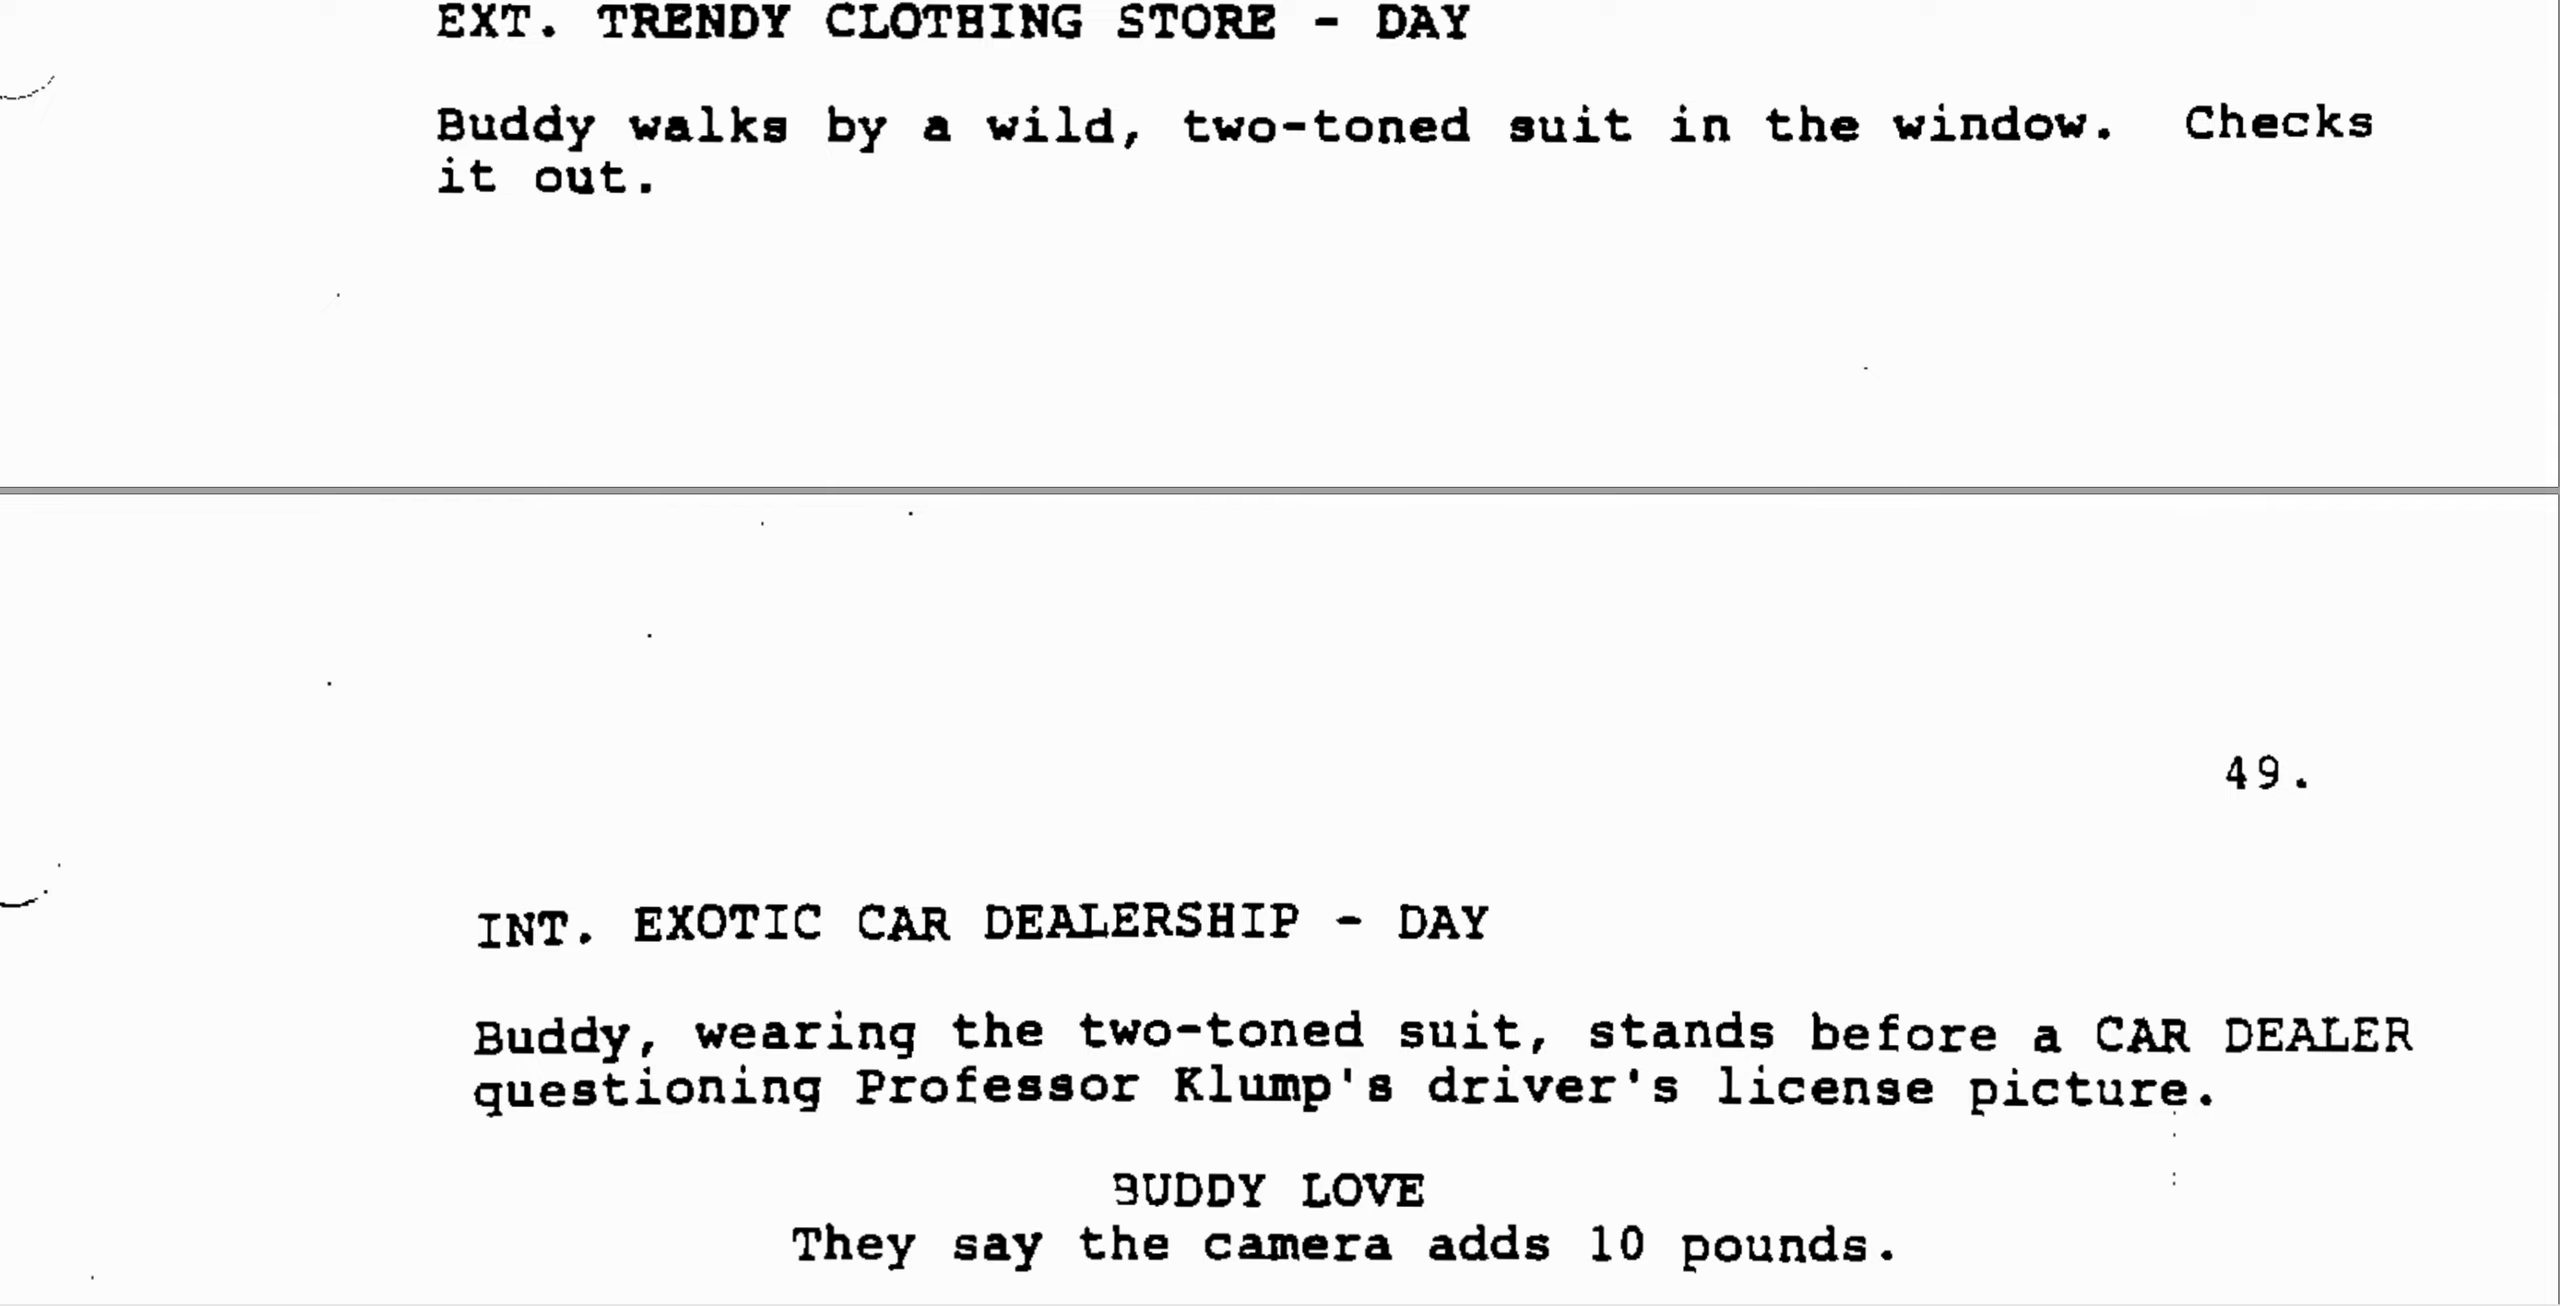 EXT. TRENDY CLOTHING STORE - DAY
Buddy walks by a wild, two-toned suit in the window. Checks
it out.
49.
INT. EXOTIC CAR DEALERSHIP - DAY
Buddy, wearing the two-toned suit, stands before a CAR DEALER
questioning Professor Klump's driver's license picture.
BUDDY LOVE
They say the camera adds 10 pounds.